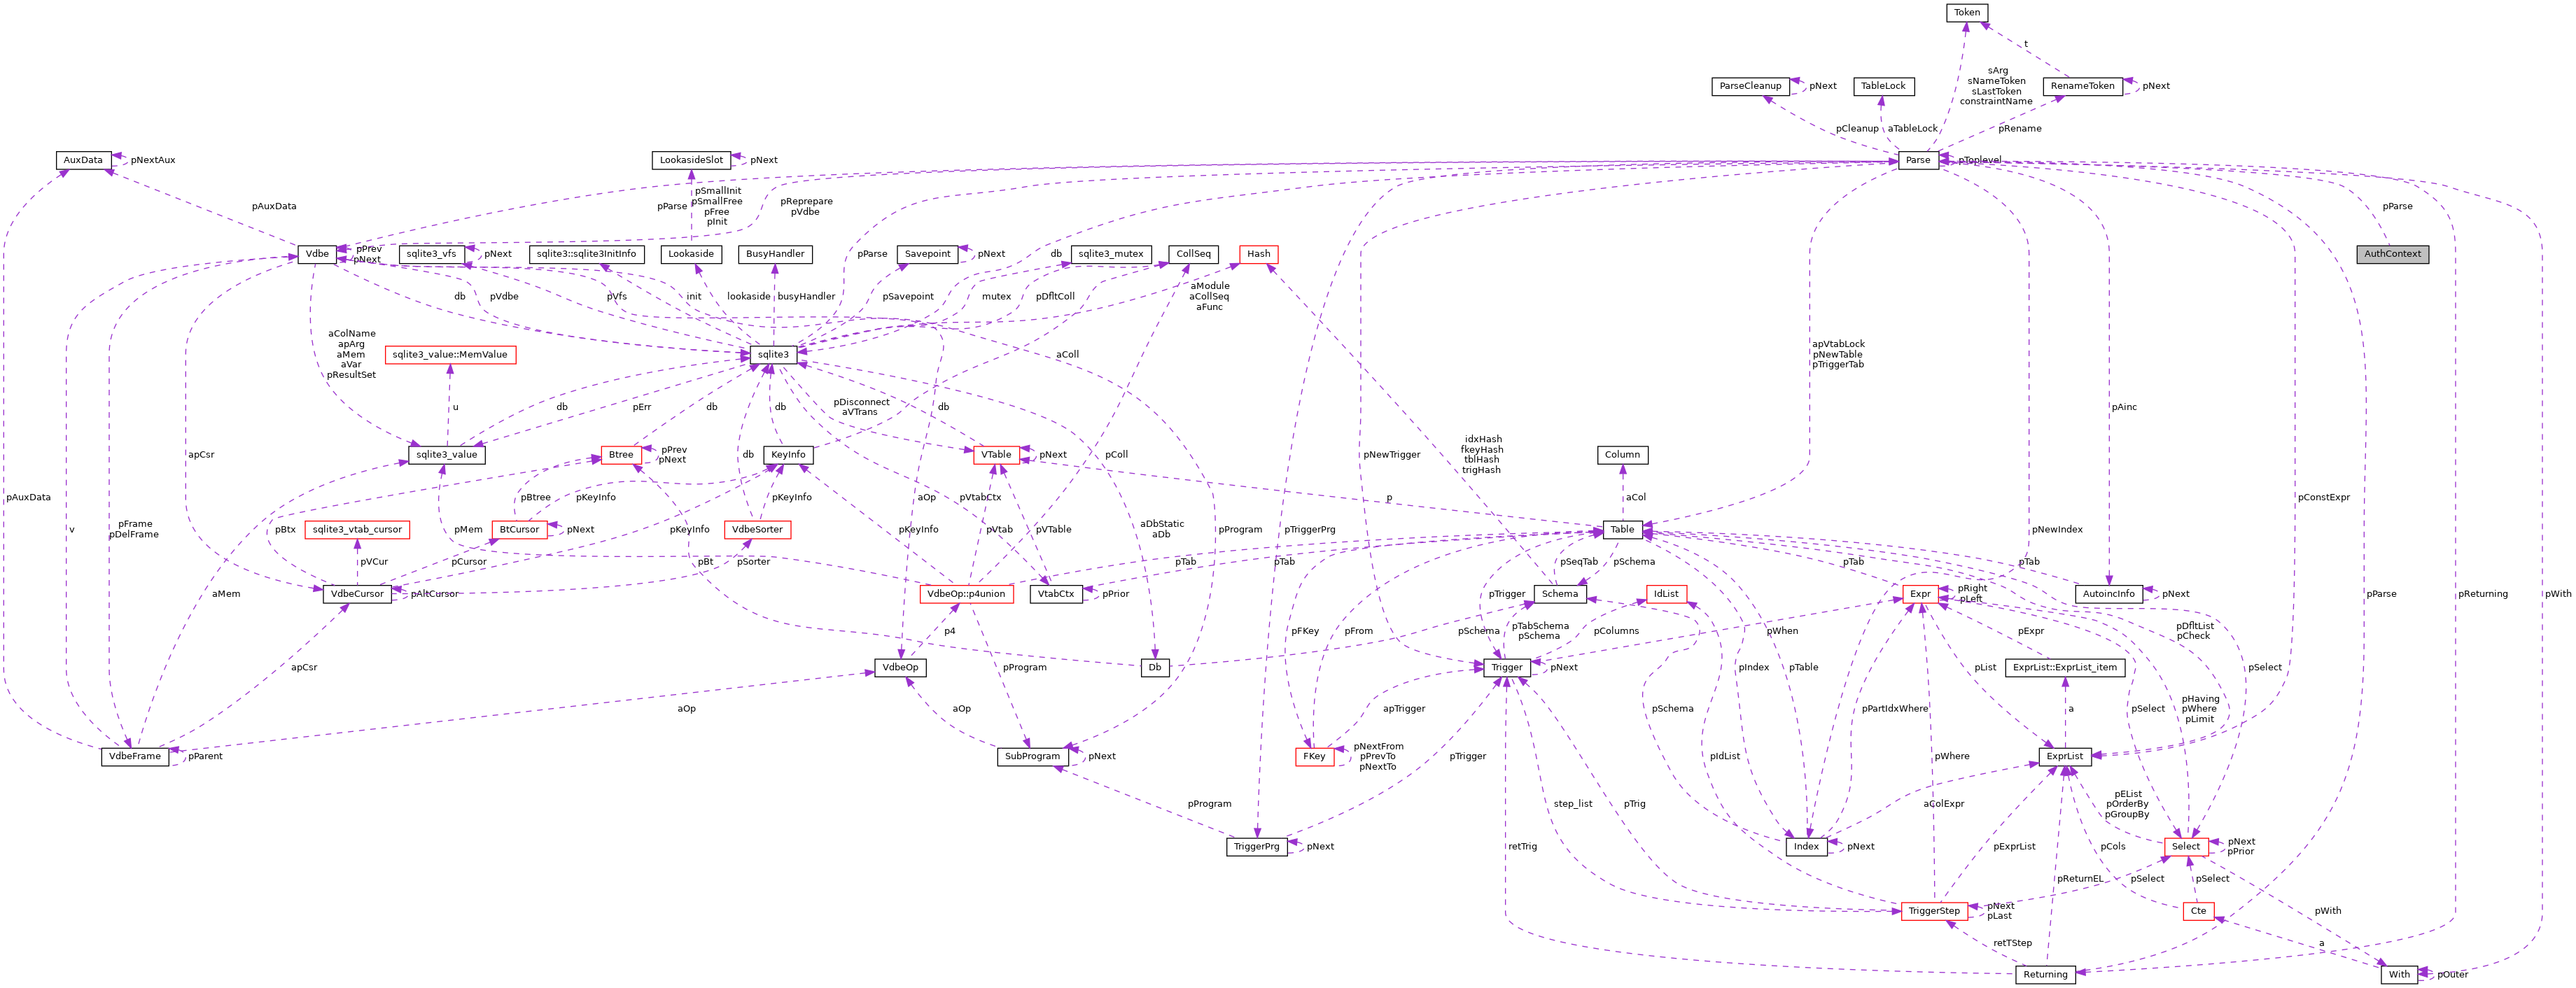 Token
t
ParseCleanup
pNext
TableLock
sArg
sNameToken
sLastToken
constraintName
RenameToken
pNext
pCleanup
aTableLock
pRename
AuxData
pNextAux
LookasideSlot
pNext
Parse
pToplevel
pAuxData
pParse
pSmallInit
pSmallFree
pFree
pInit
pReprepare
pVdbe
pParse
Vdbe
pPrev
pNext
sqlite3_vfs
pNext
sqlite3::sqlite3InitInfo
Lookaside
BusyHandler
pParse
Savepoint
pNext
db
sqlite3_mutex
CollSeq
Hash
AuthContext
db
pVdbe
pVfs
init
lookaside
busyHandler
pSavepoint
mutex
pDfltColl
aModule
aCollSeq
aFunc
aColName
apArg
aMem
aVar
pResultSet
sqlite3_value::MemValue
sqlite3
aColl
apVtabLock
pNewTable
pTriggerTab
u
db
pErr
db
db
pDisconnect
aVTrans
db
pAinc
apCsr
sqlite3_value
Btree
pPrev
pNext
db
KeyInfo
VTable
pNext
pColl
pNewTrigger
idxHash
fkeyHash
tblHash
trigHash
Column
pAuxData
pBtree
pKeyInfo
pKeyInfo
aOp
pVtabCtx
p
aCol
pConstExpr
v
pFrame
pDelFrame
pBtx
sqlite3_vtab_cursor
pMem
BtCursor
pNext
pKeyInfo
VdbeSorter
pKeyInfo
pVtab
pVTable
aDbStatic
aDb
pProgram
pTriggerPrg
Table
pNewIndex
pVCur
pCursor
pBt
pSorter
pTab
pTab
pSeqTab
pSchema
pTab
pTab
aMem
VdbeCursor
pAltCursor
VdbeOp::p4union
VtabCtx
pPrior
pTrigger
Schema
IdList
Expr
pRight
pLeft
AutoincInfo
pNext
pParse
pReturning
pWith
p4
pSchema
pFKey
pFrom
pTabSchema
pSchema
pColumns
pWhen
pExpr
pDfltList
pCheck
apCsr
VdbeOp
pProgram
Db
Trigger
pNext
pIndex
pTable
pList
ExprList::ExprList_item
pSelect
aOp
aOp
apTrigger
pSchema
pPartIdxWhere
a
pSelect
pHaving
pWhere
pLimit
VdbeFrame
pParent
SubProgram
pNext
FKey
pNextFrom
pPrevTo
pNextTo
pTrigger
pIdList
pWhere
ExprList
pProgram
step_list
pTrig
aColExpr
pEList
pOrderBy
pGroupBy
TriggerPrg
pNext
retTrig
Index
pNext
pExprList
pCols
Select
pNext
pPrior
pReturnEL
pSelect
pSelect
TriggerStep
pNext
pLast
Cte
pWith
retTStep
a
Returning
With
pOuter